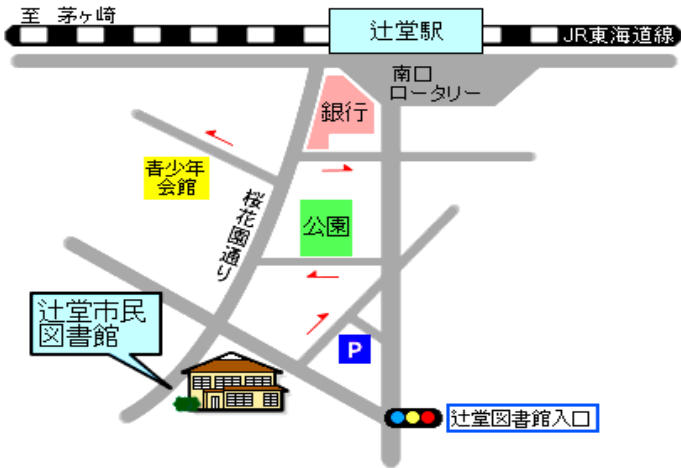 至 茅ヶ崎
辻堂駅
JR東海道線
南口
ロータリー
銀行
青少年
会館
桜花園通り
公園
辻堂市民
図書館
P
辻堂図書館入口